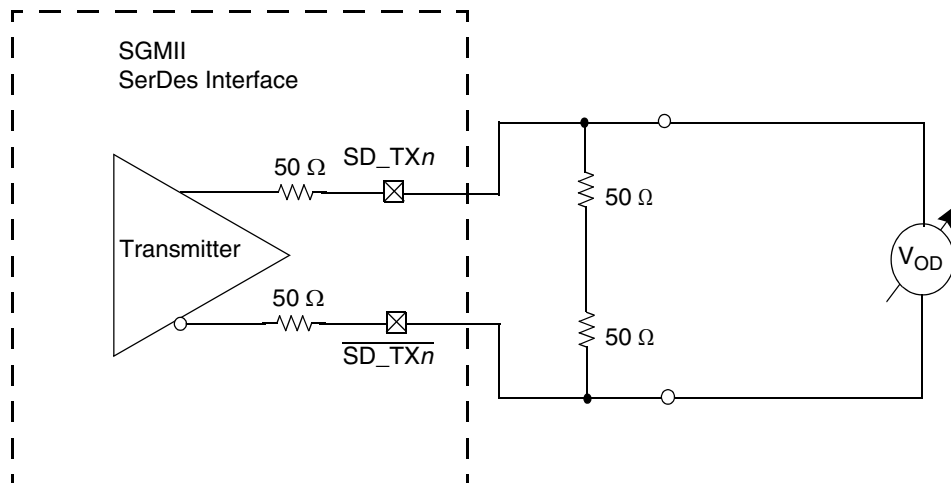 SGMII
SerDes Interface
50 Ω
SD_TXn
50 Ω
Transmitter
VOD
50 Ω
50 Ω
SD_TXn